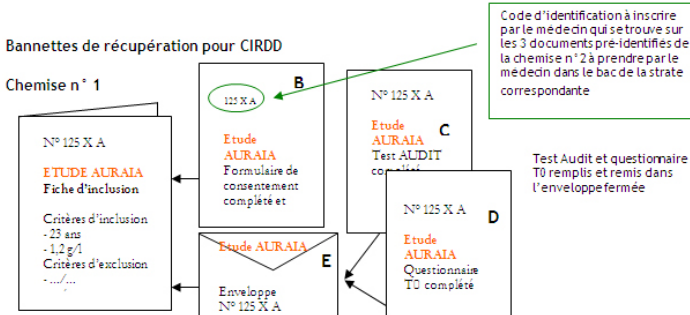 Code d'identification à inscrire
par le médecin qui se trouve sur
les 3 documents pré-identifiés de
la chemise n° 2 à prendre par le
médecin dans le bac de la strate
correspondante
Bannettes de récupération pour CIRDD
Chemise n° 1
N° 125 X A
ETUDE AURAIA
Fiche d'inclusion
Critères d'inclusion
- 23 ans
- 1,2 g/l
Critères d'exclusion
- .../...
B
125 X A
Etude
AURAIA
Formulaire de
consentement
complété et
N° 125 X A
Etude
AURAIA
C
Test AUDIT
complété
Test Audit et questionnaire
T0 remplis et remis dans
l'enveloppe fermée
N° 125 X A
D
Etude
AURAIA
Questionnaire
T0 complété
Etude AURAIA
E
Enveloppe
N° 125 X A